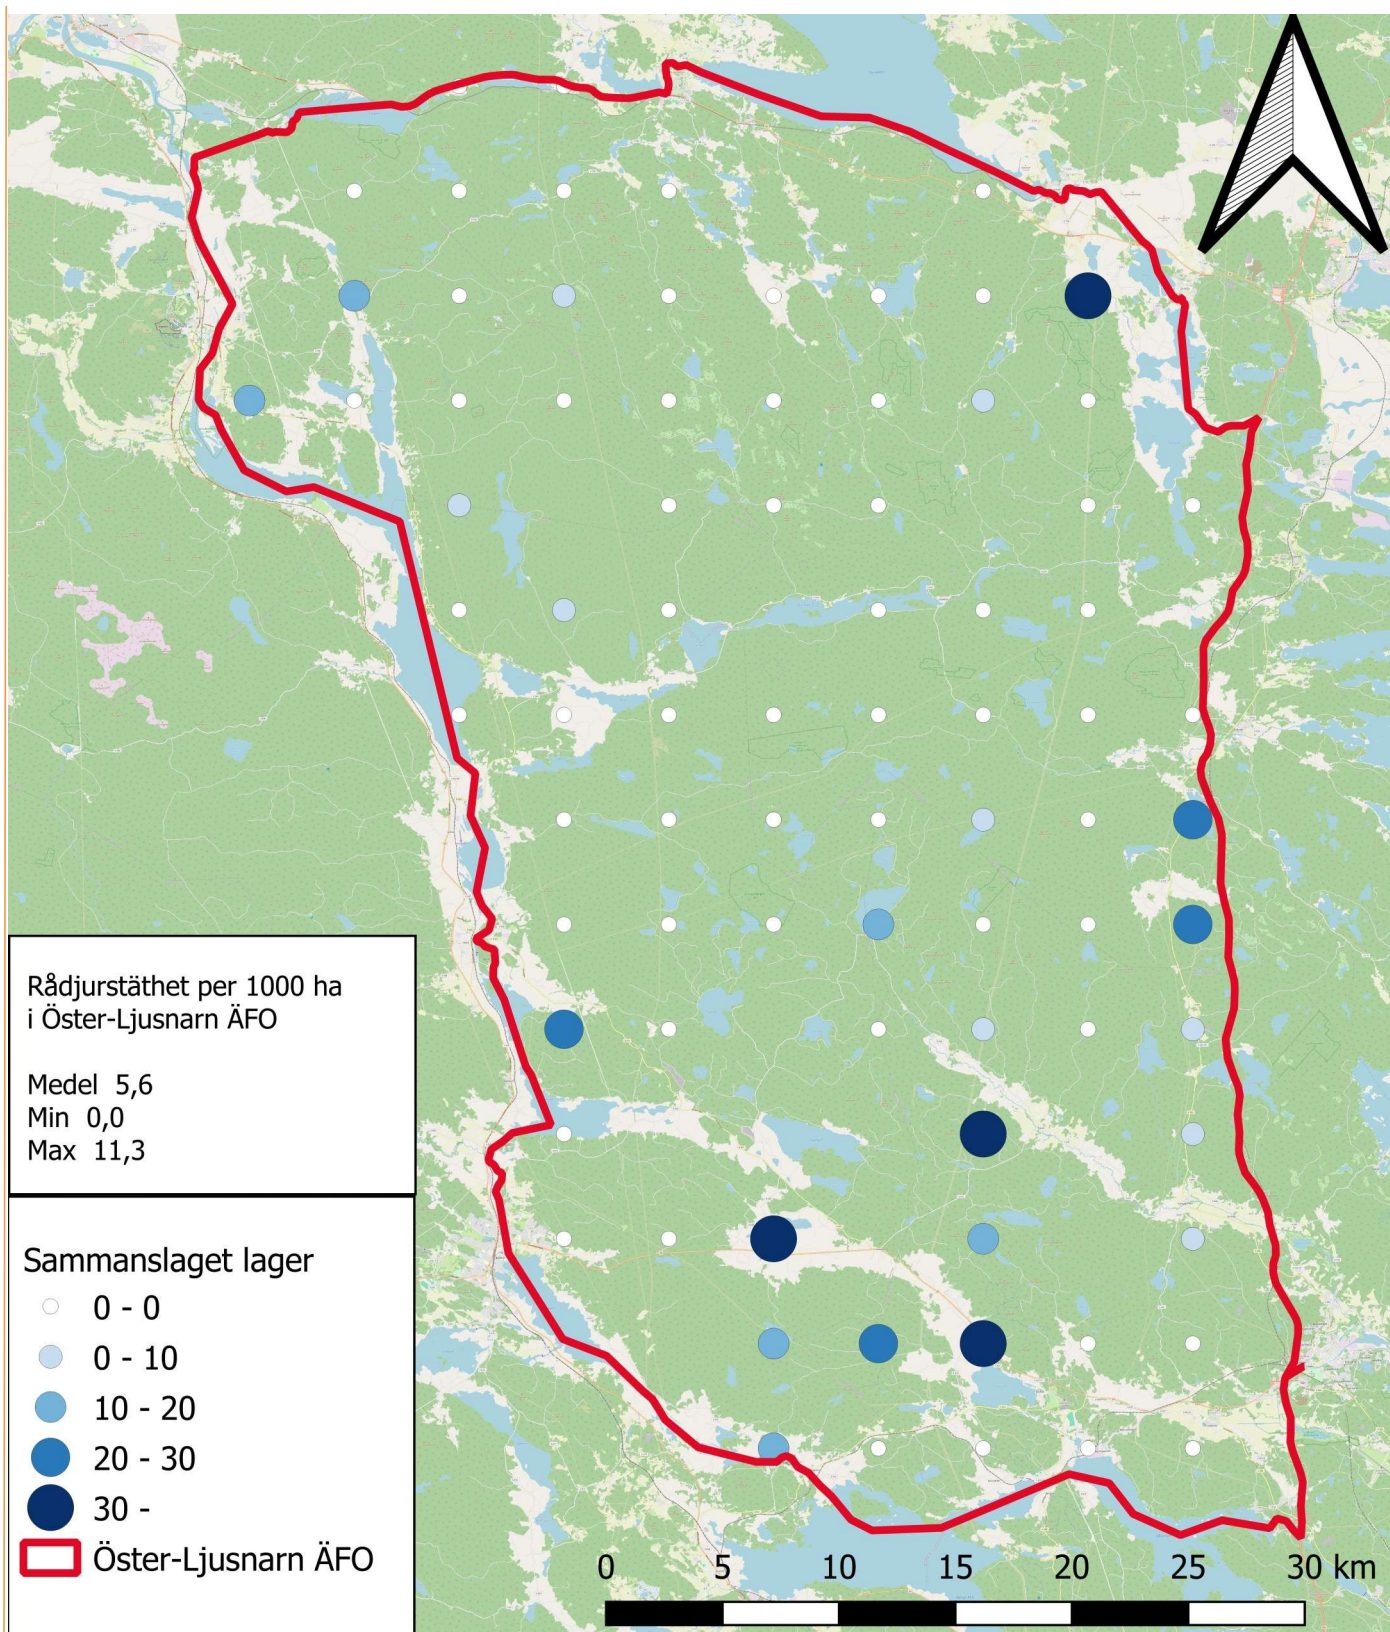 Rådjurstäthet per 1000 ha
i Öster-Ljusnarn ÄFO
Medel 5,6
Min 0,0
Max 11,3
Sammanslaget lager
0 - 0
0 - 10
10 - 20
20 - 30
30 -
Öster-Ljusnarn ÄFO
0 5 10 15 20 25 30 km